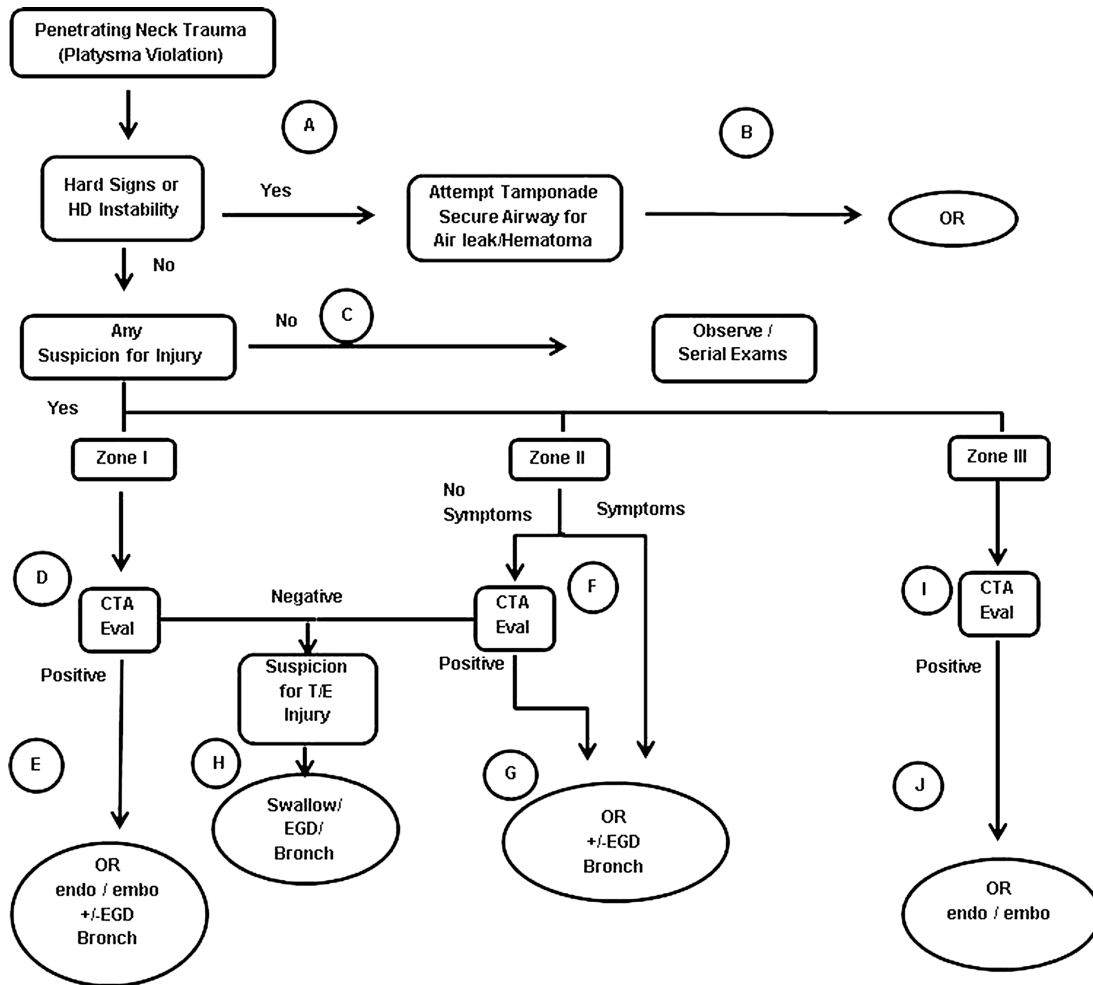 Penetrating Neck Trauma
(Platysma Violation)
A
B
Hard Signs or
HD Instability
Yes
Attempt Tamponade
Secure Airway for
Air leak/Hematoma
OR
No
Any
Suspicion for Injury
No
C
Observe /
Serial Exams
Yes
Zone I
Zone II
Zone III
No
Symptoms
Symptoms
D
CTA
Eval
Negative
CTA
Eval
F
I
CTA
Eval
Positive
Suspicion
for T/E
Injury
Positive
Positive
E
H
Swallow/
EGD/
Bronch
G
OR
+/-EGD
Bronch
J
OR
endo / embo
+/-EGD
Bronch
OR
endo / embo